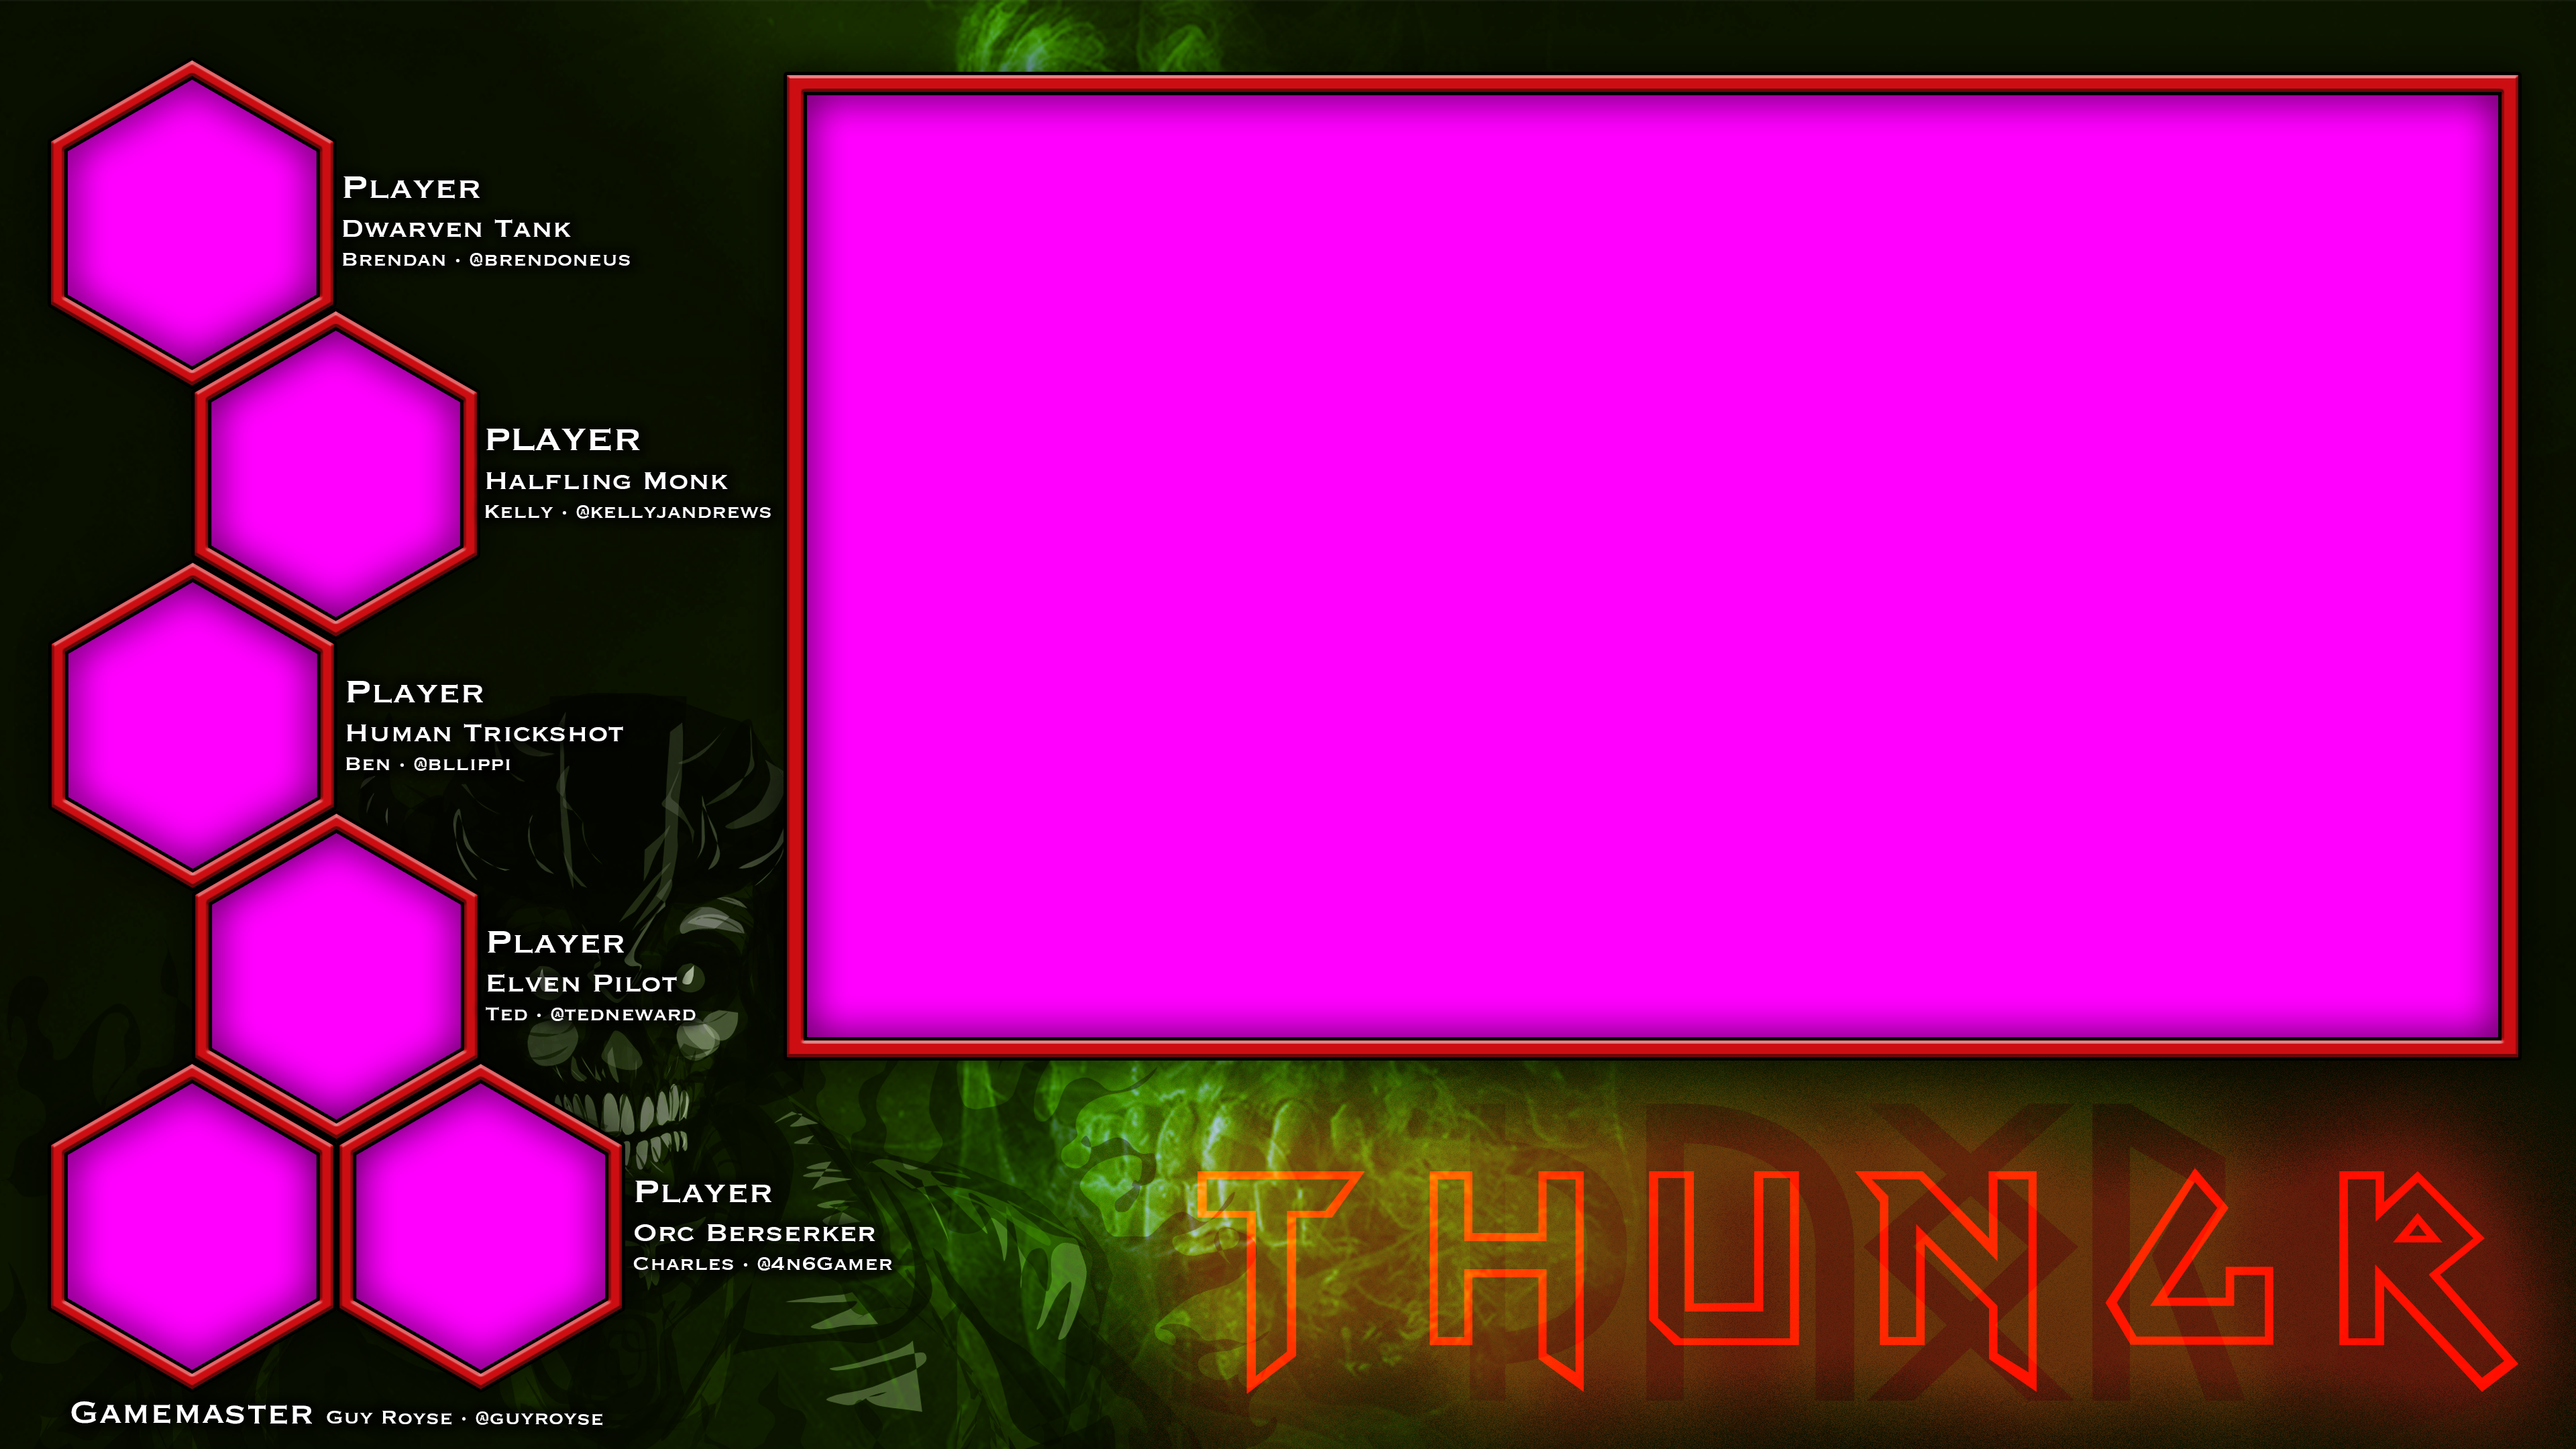 Player
Dwarven Tank
Brendan · @brendoneus
PLAYER
Halfling Monk
Kelly · @kellyjandrews
Player
Human Trickshot
Ben · @bllippi
Player
Elven Pilot
Ted · @tedneward
Player
Orc Berserker
Charles · @4n6Gamer
THUNLR
Gamemaster Guy Royse · @guyroyse